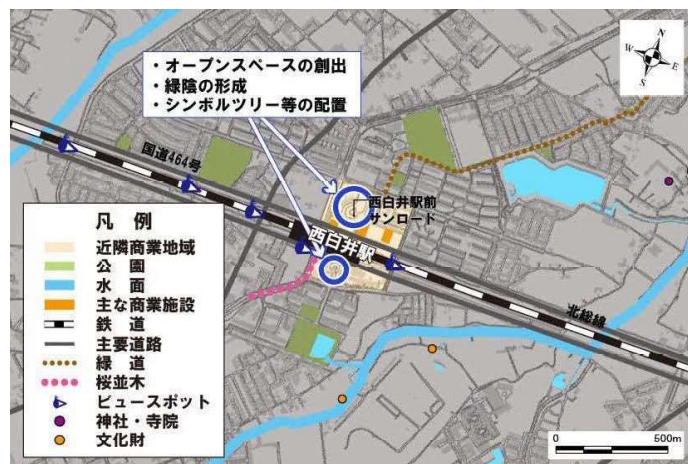 ・オープンスペースの創出
・緑陰の形成
・シンボルツリー等の配置
N
W
E
S
国道464号
西白井駅前
サンロード
西白井駅
北総線
凡 例
近隣商業地域
公 園
水 面
主な商業施設
鉄 道
主要道路
緑 道
桜並木
ビュースポット
神社・寺院
文化財
0 500m